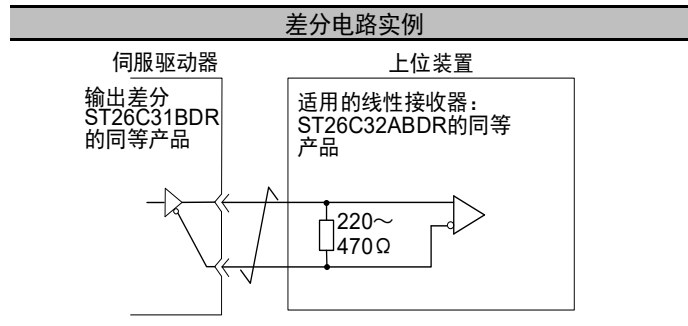 差分电路实例
伺服驱动器
上位装置
输出差分
ST26C31BDR
的同等产品
适用的线性接收器：
ST26C32ABDR的同等
产品
220～
470Ω